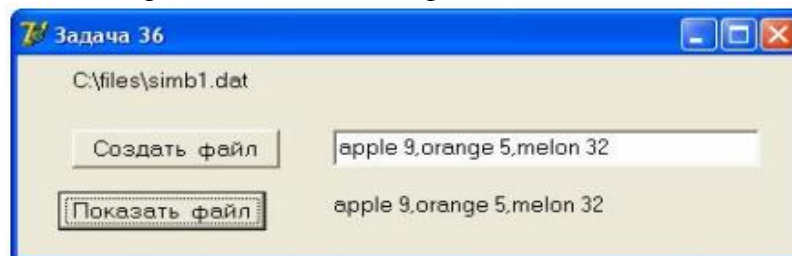 Задача 36
C:\files\simb1.dat
Создать файл apple 9,orange 5,melon 32
Показать файл apple 9,orange 5,melon 32